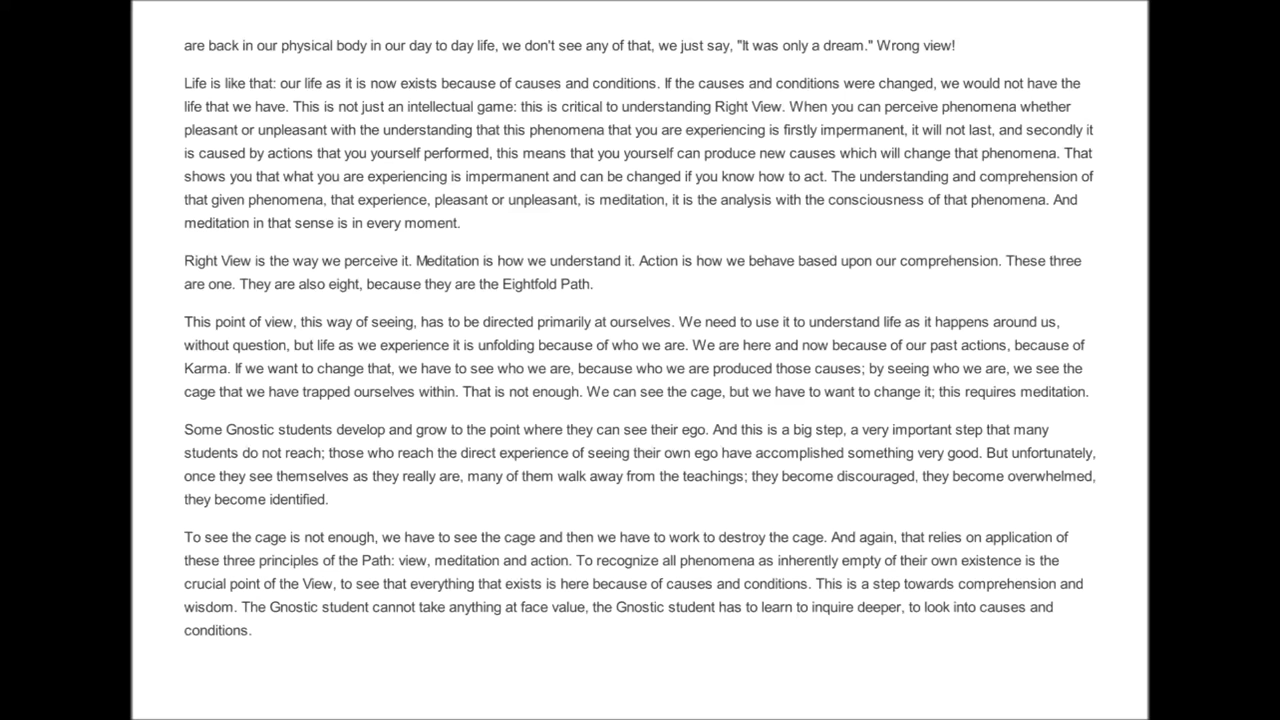 are back in our physical body in our day to day life, we don't see any of that, we just say, "It was only a dream." Wrong view!
Life is like that: our life as it is now exists because of causes and conditions. If the causes and conditions were changed, we would not have the
life that we have. This is not just an intellectual game: this is critical to understanding Right View. When you can perceive phenomena whether
pleasant or unpleasant with the understanding that this phenomena that you are experiencing is firstly impermanent, it will not last, and secondly it
is caused by actions that you yourself performed, this means that you yourself can produce new causes which will change that phenomena. That
shows you that what you are experiencing is impermanent and can be changed if you know how to act. The understanding and comprehension of
that given phenomena, that experience, pleasant or unpleasant, is meditation, it is the analysis with the consciousness of that phenomena. And
meditation in that sense is in every moment.
Right View is the way we perceive it. Meditation is how we understand it. Action is how we behave based upon our comprehension. These three
are one. They are also eight, because they are the Eightfold Path.
This point of view, this way of seeing, has to be directed primarily at ourselves. We need to use it to understand life as it happens around us,
without question, but life as we experience it is unfolding because of who we are. We are here and now because of our past actions, because of
Karma. If we want to change that, we have to see who we are, because who we are produced those causes; by seeing who we are, we see the
cage that we have trapped ourselves within. That is not enough. We can see the cage, but we have to want to change it; this requires meditation.
Some Gnostic students develop and grow to the point where they can see their ego. And this is a big step, a very important step that many
students do not reach; those who reach the direct experience of seeing their own ego have accomplished something very good. But unfortunately,
once they see themselves as they really are, many of them walk away from the teachings; they become discouraged, they become overwhelmed,
they become identified.
To see the cage is not enough, we have to see the cage and then we have to work to destroy the cage. And again, that relies on application of
these three principles of the Path: view, meditation and action. To recognize all phenomena as inherently empty of their own existence is the
crucial point of the View, to see that everything that exists is here because of causes and conditions. This is a step towards comprehension and
wisdom. The Gnostic student cannot take anything at face value, the Gnostic student has to learn to inquire deeper, to look into causes and
conditions.